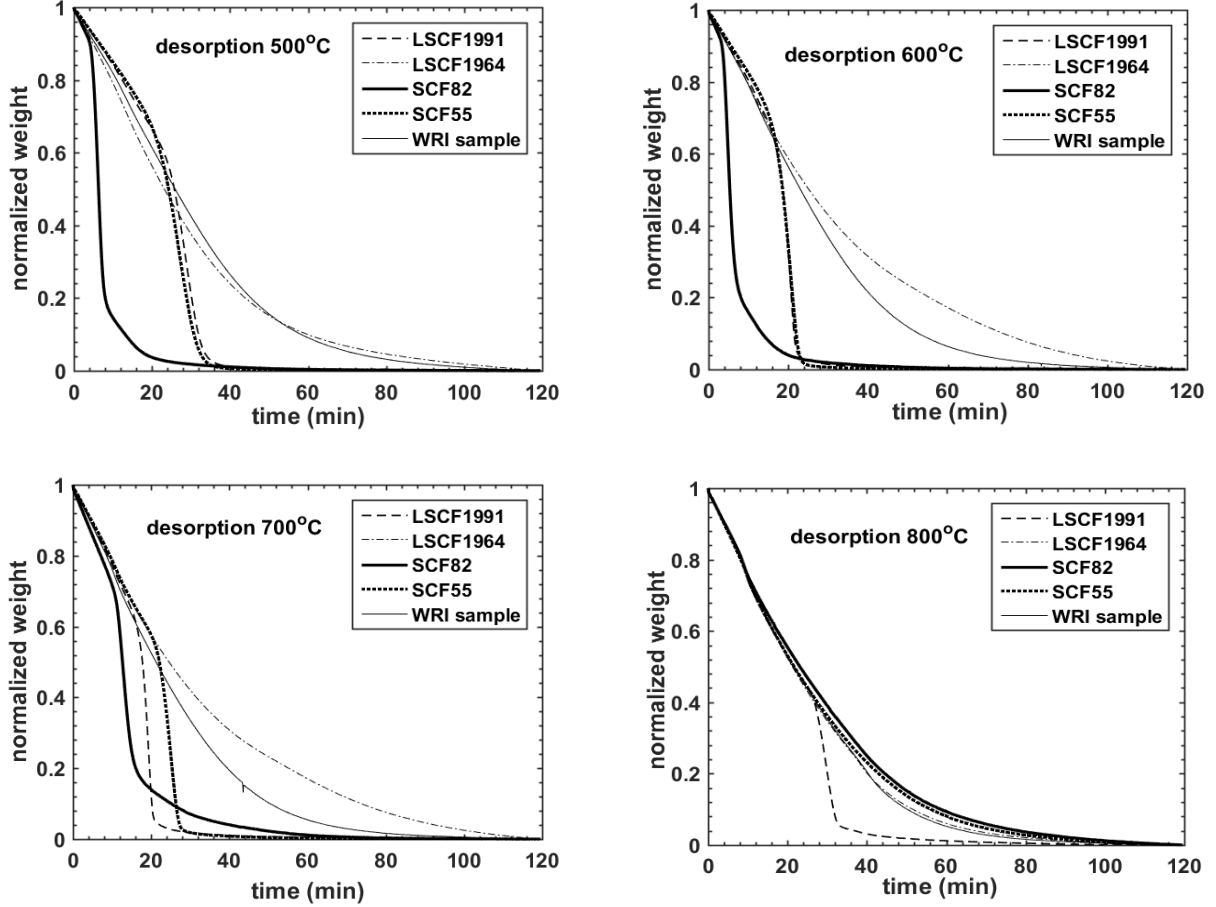 desorption 500°C
LSCF1991
LSCF1964
SCF82
SCF55
WRI sample
normalized weight
1
0.8
0.6
0.4
0.2
0
0 20 40 60 80 100 120
time (min)
desorption 600°C
LSCF1991
LSCF1964
SCF82
SCF55
WRI sample
normalized weight
1
0.8
0.6
0.4
0.2
0
0 20 40 60 80 100 120
time (min)
desorption 700°C
LSCF1991
LSCF1964
SCF82
SCF55
WRI sample
normalized weight
1
0.8
0.6
0.4
0.2
0
0 20 40 60 80 100 120
time (min)
desorption 800°C
LSCF1991
LSCF1964
SCF82
SCF55
WRI sample
normalized weight
1
0.8
0.6
0.4
0.2
0
0 20 40 60 80 100 120
time (min)